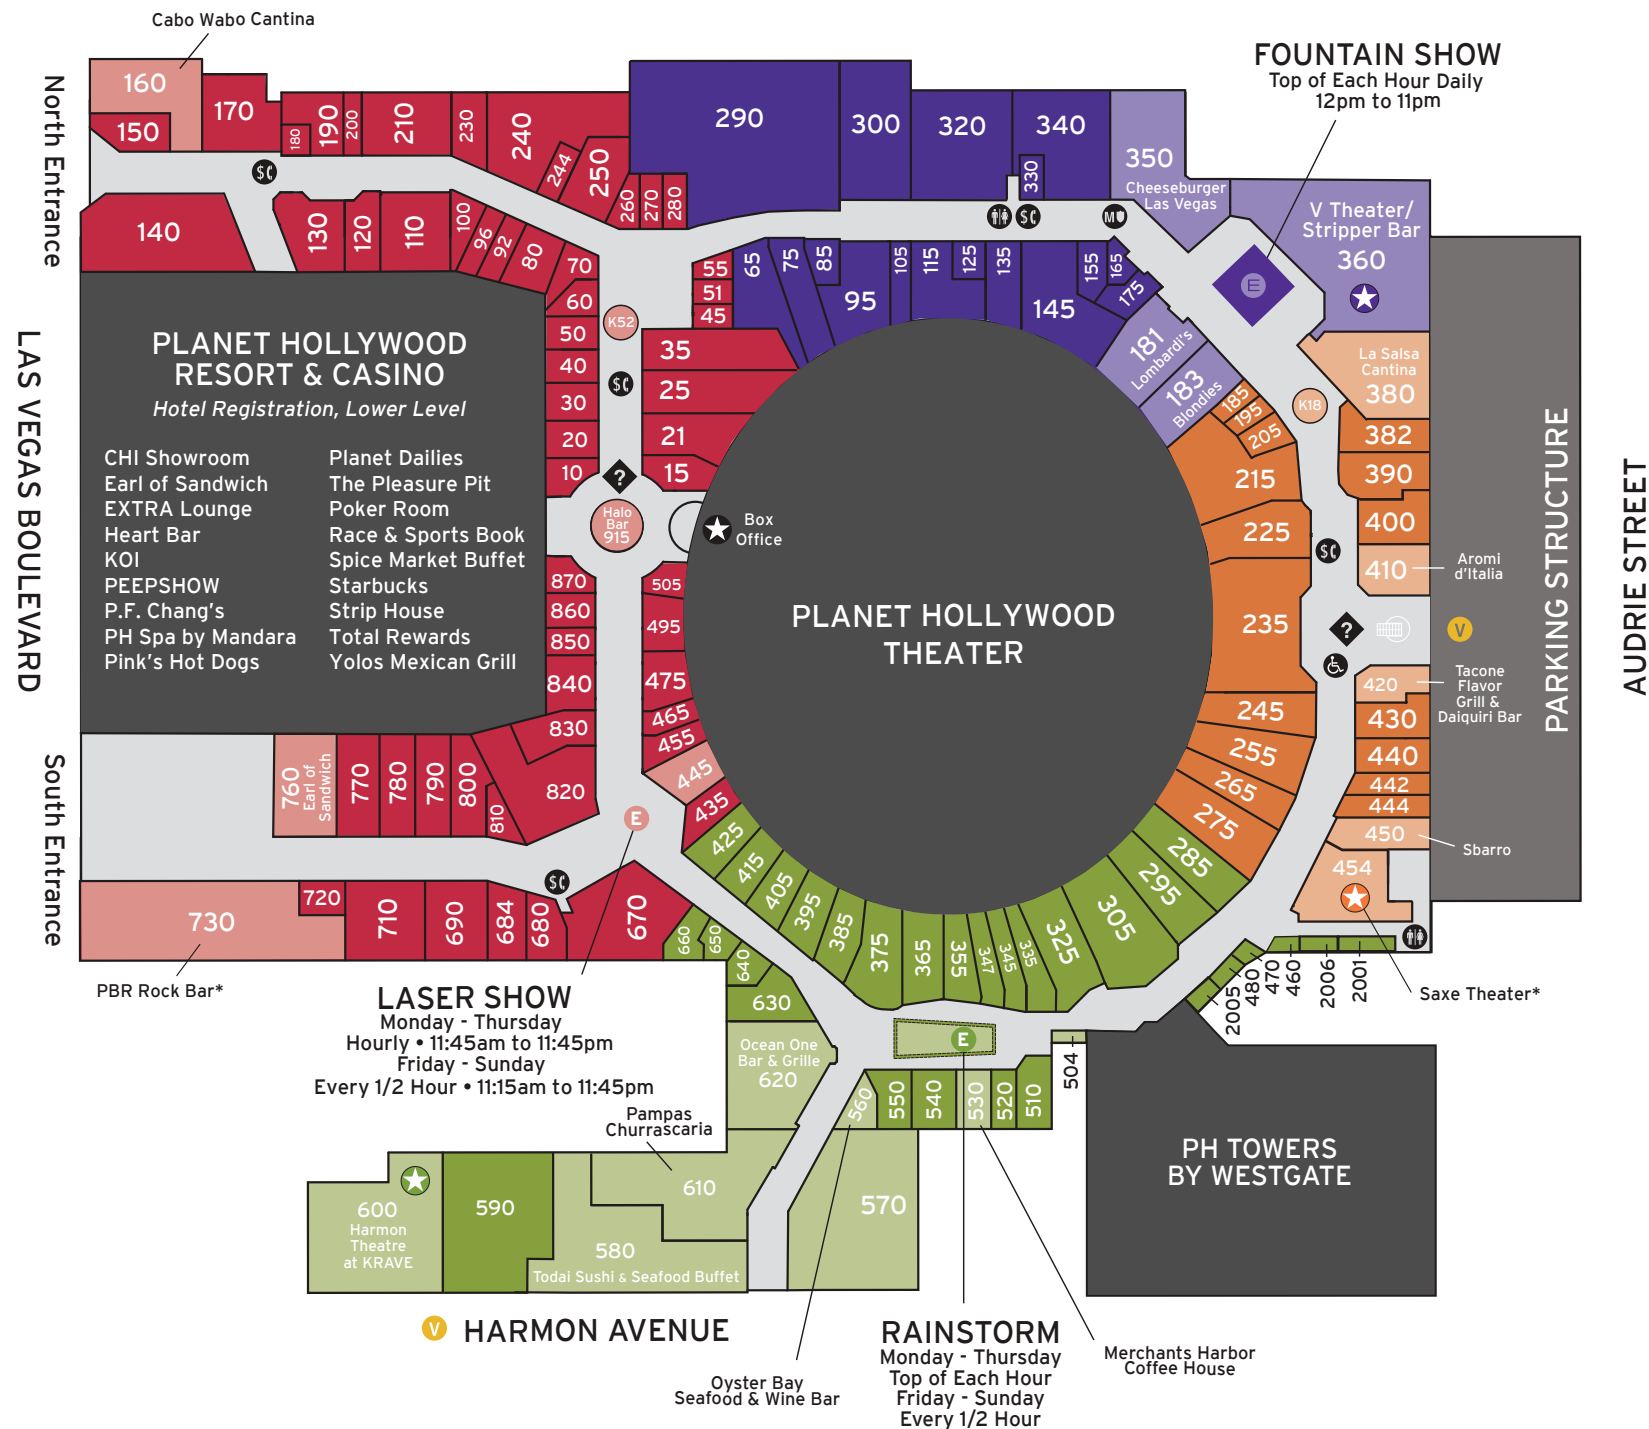 Cabo Wabo Cantina
North Entrance
160
150
170
180
190
200
210
230
240
244
250
260
270
280
290
300
320
330
340
350
Cheeseburger
Las Vegas
FOUNTAIN SHOW
Top of Each Hour Daily
12pm to 11pm
V Theater/
Stripper Bar
360
E
$
$
M
140
130
120
110
100
96
92
80
70
60
50
40
30
20
10
K52
$
?
Halo
Bar
915
55
51
45
35
25
21
15
65
75
85
95
105
115
125
135
145
155
165
175
181
Lombardi's
183
Blondies
185
195
205
215
225
235
245
255
265
275
K18
La Salsa
Cantina
380
382
390
400
410
Aromi
d'Italia
$
?
V
420
Tacone
Flavor
Grill &
Daiquiri Bar
430
440
442
444
450
Sbarro
454
Saxe Theater*
PARKING STRUCTURE
AUDRIE STREET
LAS VEGAS BOULEVARD
PLANET HOLLYWOOD
RESORT & CASINO
Hotel Registration, Lower Level
CHI Showroom
Earl of Sandwich
EXTRA Lounge
Heart Bar
KOI
PEEPSHOW
P.F. Chang's
PH Spa by Mandara
Pink's Hot Dogs
Planet Dailies
The Pleasure Pit
Poker Room
Race & Sports Book
Spice Market Buffet
Starbucks
Strip House
Total Rewards
Yolos Mexican Grill
Box
Office
PLANET HOLLYWOOD
THEATER
870
860
850
840
830
820
810
800
790
780
770
760
Earl of
Sandwich
505
495
475
465
455
445
435
425
415
405
395
385
375
365
355
347
345
335
325
305
295
285
South Entrance
E
$
730
720
710
690
684
680
670
660
650
640
630
PBR Rock Bar*
LASER SHOW
Monday - Thursday
Hourly • 11:45am to 11:45pm
Friday - Sunday
Every 1/2 Hour • 11:15am to 11:45pm
Ocean One
Bar & Grille
620
Pampas
Churrascaria
610
600
Harmon
Theatre
at KRAVE
590
580
Todai Sushi & Seafood Buffet
570
560
550
540
530
520
510
504
E
2005
480
470
460
2006
2001
PH TOWERS
BY WESTGATE
V
HARMON AVENUE
Oyster Bay
Seafood & Wine Bar
RAINSTORM
Monday - Thursday
Top of Each Hour
Friday - Sunday
Every 1/2 Hour
Merchants Harbor
Coffee House